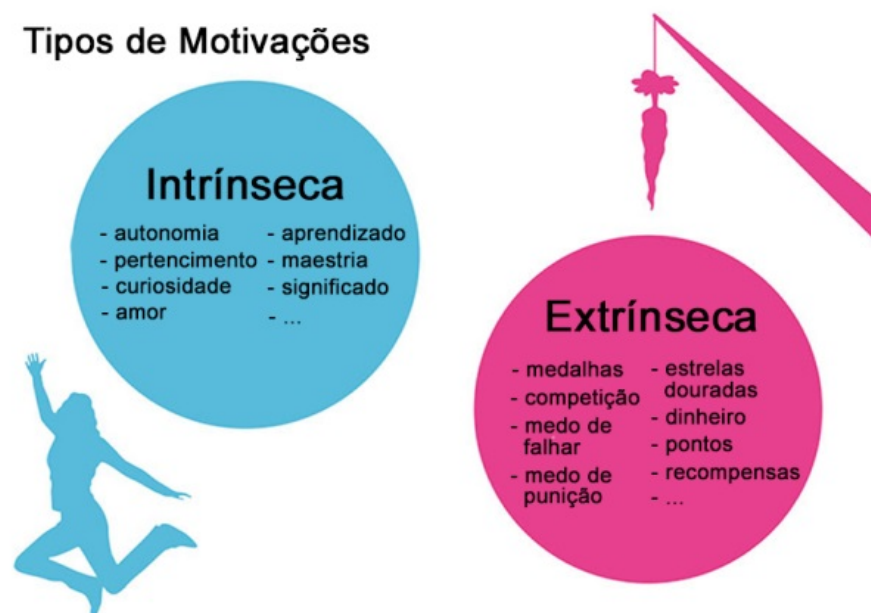 Tipos de Motivações
Intrínseca
- autonomia
- pertencimento
- curiosidade
- amor
- aprendizado
- maestria
- significado
- ...
Extrínseca
- medalhas
- competição
- medo de
falhar
- medo de
punição
- estrelas
douradas
- dinheiro
- pontos
- recompensas
- ...